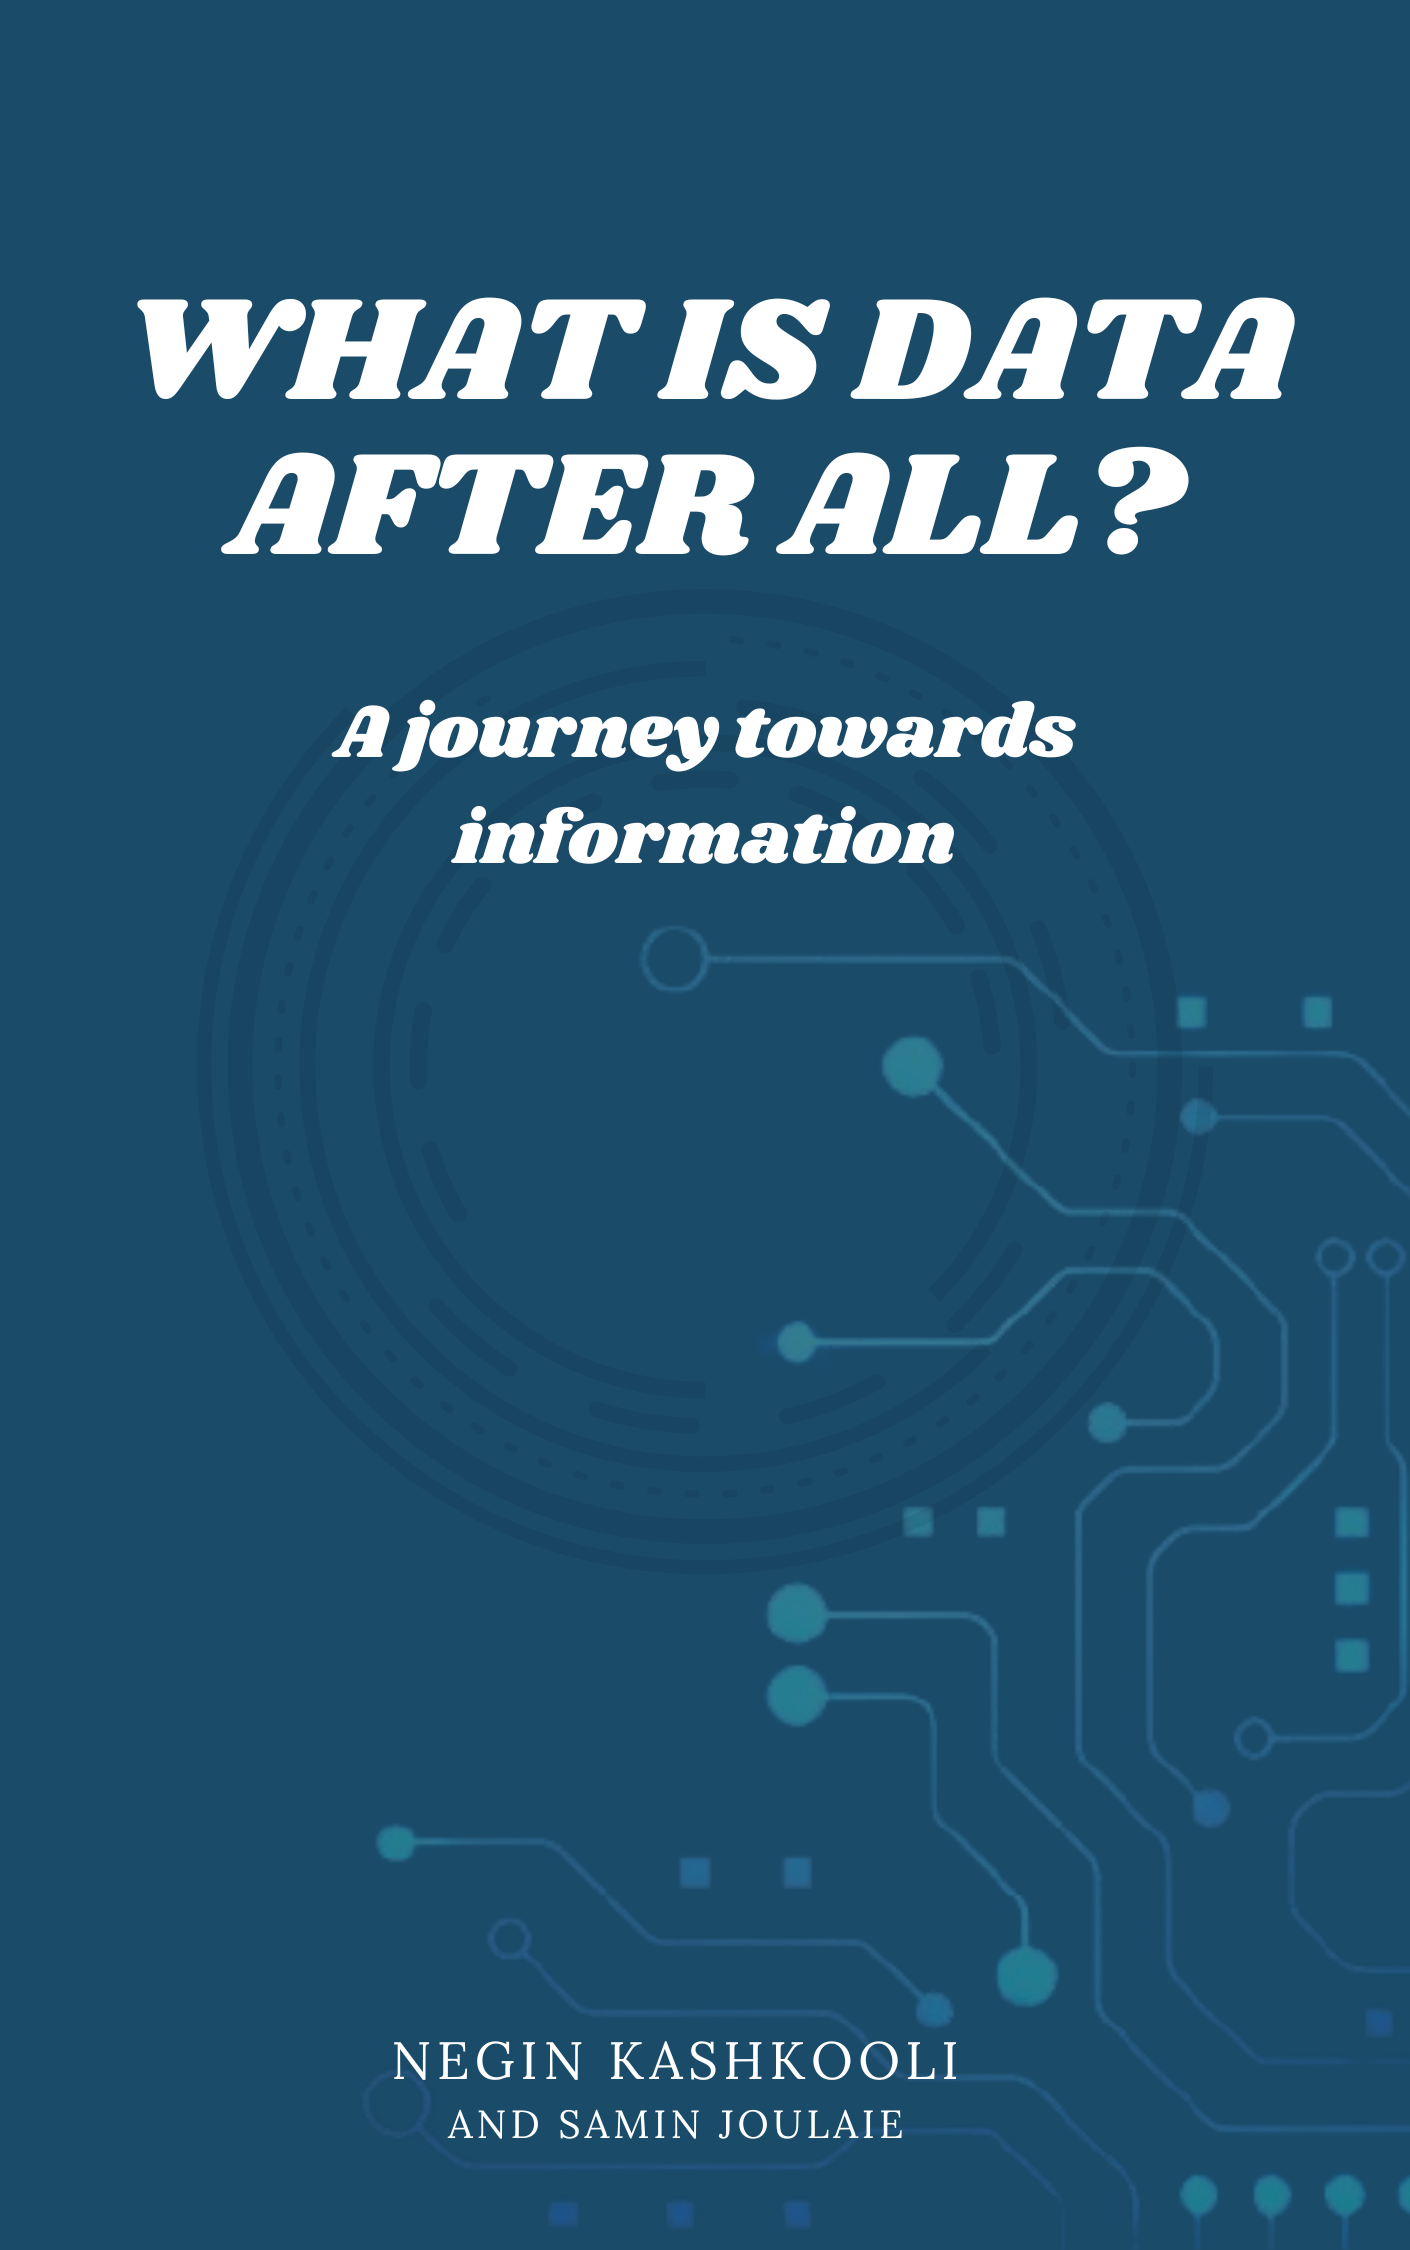 WHAT IS DATA
AFTER ALL?
A journey towards
information
NEGIN KASHKOOLI
AND SAMIN JOULAIE